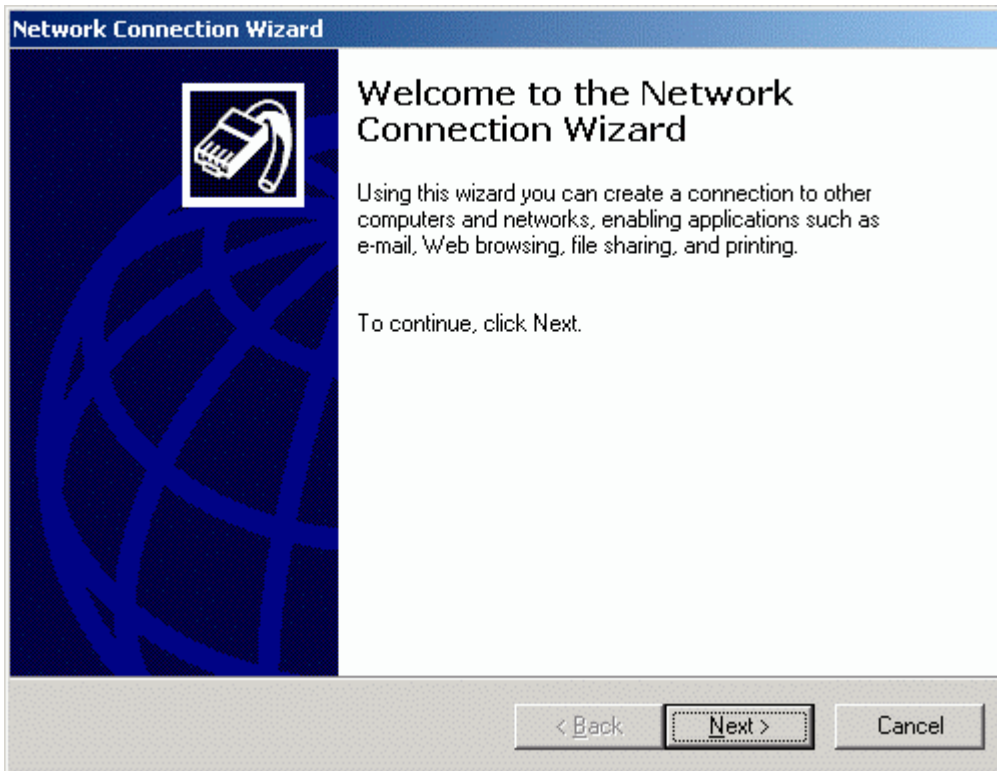 Network Connection Wizard
Welcome to the Network
Connection Wizard
Using this wizard you can create a connection to other
computers and networks, enabling applications such as
e-mail, Web browsing, file sharing, and printing.
To continue, click Next.
< Back Next > Cancel